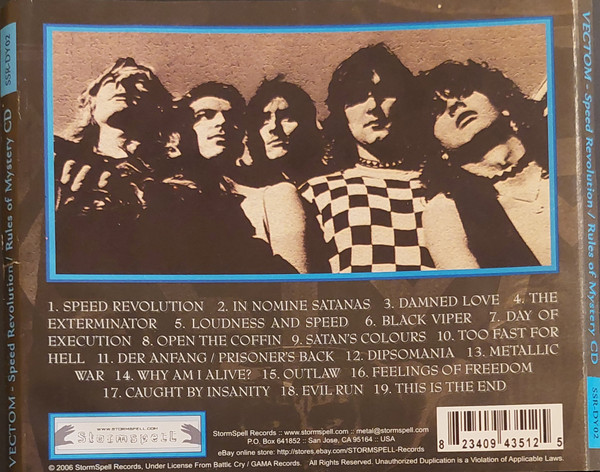 VECTOM - Speed Revolution / Rules of Mystery CD
SSR-DY02
VECTOM - Speed Revolution / Rules of Mystery CD
SSR-DY02
1. SPEED REVOLUTION 2. IN NOMINE SATANAS 3. DAMNED LOVE 4. THE
EXTERMINATOR 5. LOUDNESS AND SPEED 6. BLACK VIPER 7. DAY OF
EXECUTION 8. OPEN THE COFFIN 9. SATAN'S COLOURS 10. TOO FAST FOR
HELL 11. DER ANFANG / PRISONER'S BACK 12. DIPSOMANIA 13. METALLIC
WAR 14. WHY AM I ALIVE? 15. OUTLAW 16. FEELINGS OF FREEDOM
17. CAUGHT BY INSANITY 18. EVIL RUN 19. THIS IS THE END
WWW.STORMSPELL.COM
Stormspell
StormSpell Records :: www.stormspell.com :: metal@stormspell.com
P.O. Box 641852 :: San Jose, CA 95164 :: USA
eBay online store: http://stores.ebay.com/STORMSPELL-Records
8 23409 43512 5
© 2006 StormSpell Records, Under License From Battle Cry / GAMA Records. All Rights Reserved. Unauthorized Duplication is a Violation of Applicable Laws.